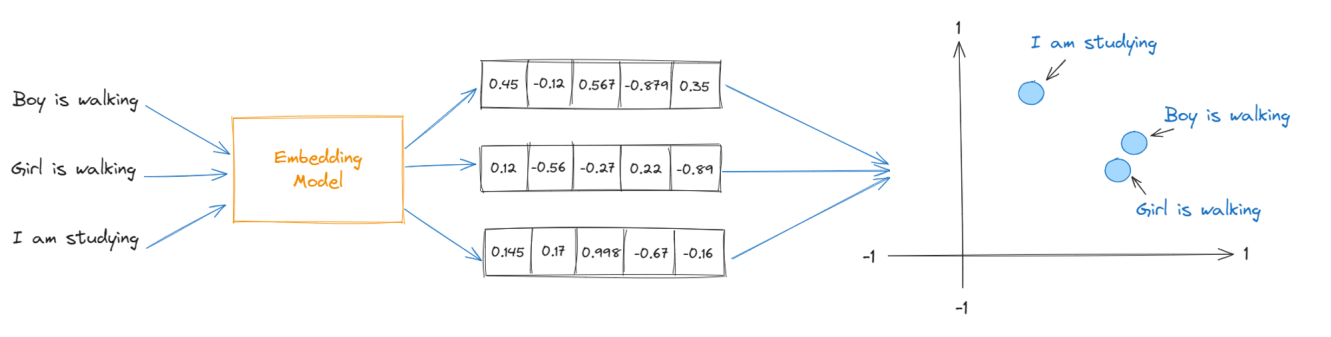 Boy is walking
Girl is walking
I am studying
Embedding
Model
0.45 -0.12 0.567 -0.879 0.35
0.12 -0.56 -0.27 0.22 -0.89
0.145 0.17 0.998 -0.67 -0.16
1
I am studying
Boy is walking
Girl is walking
-1 1
-1